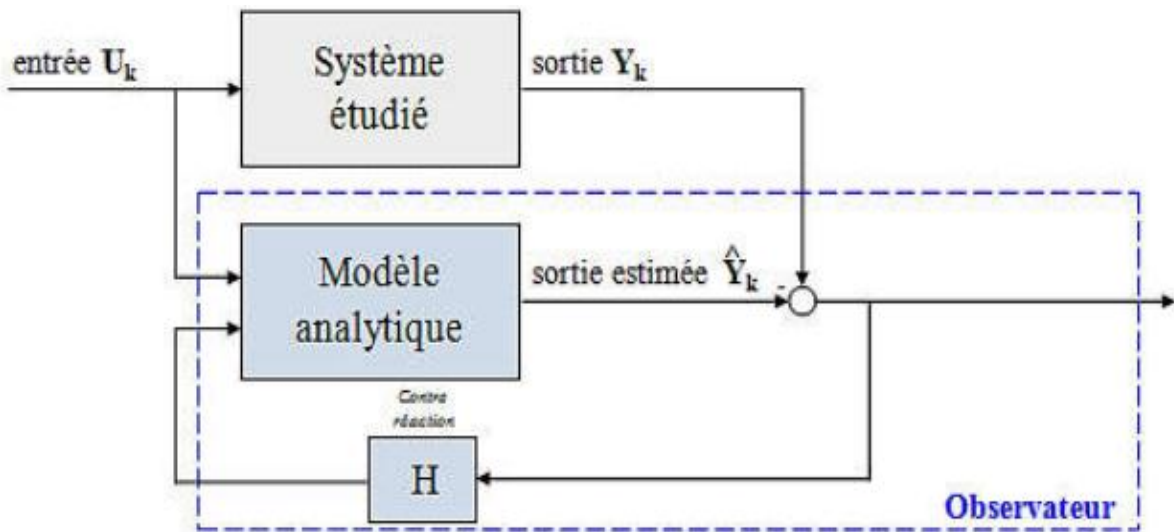 entrée Uk
Système
étudié
sortie Yk
Modèle
analytique
sortie estimée Ŷk
-
Contre
réaction
H
Observateur